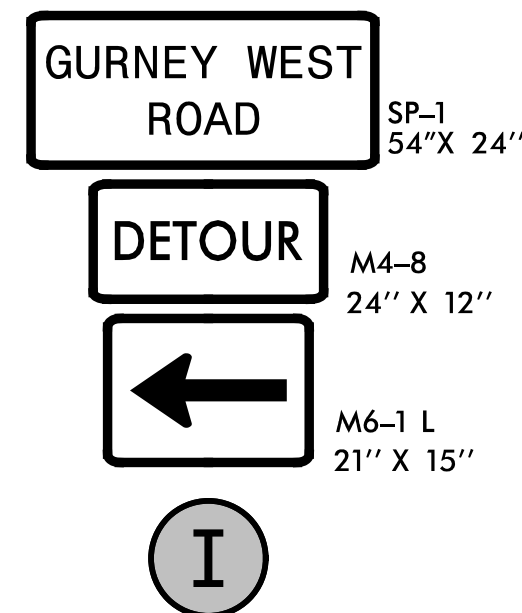 GURNEY WEST
ROAD
SP–1
54"X 24''
DETOUR
M4–8
24'' X 12''
M6–1 L
21'' X 15''
I